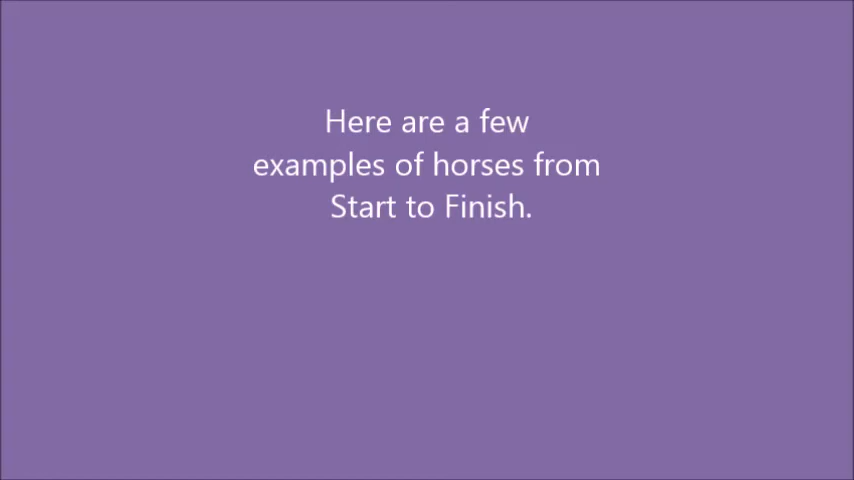 Here are a few
examples of horses from
Start to Finish.